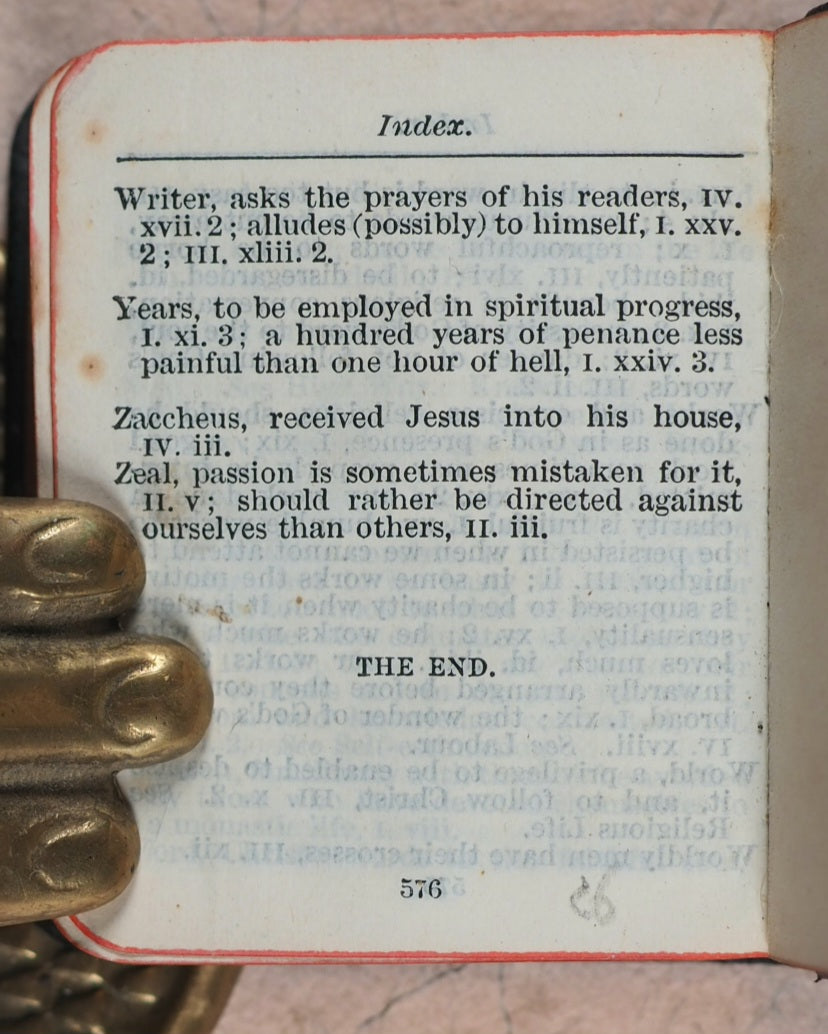 Index.
Writer, asks the prayers of his readers, IV.
xvii. 2 ; alludes (possibly) to himself, I. xxv.
2 ; III. xliii. 2.
Years, to be employed in spiritual progress,
I. xi. 3; a hundred years of penance less
painful than one hour of hell, I. xxiv. 3.
Zaccheus, received Jesus into his house,
IV. iii.
Zeal, passion is sometimes mistaken for it,
II. v; should rather be directed against
ourselves than others, II. iii.
THE END.
576